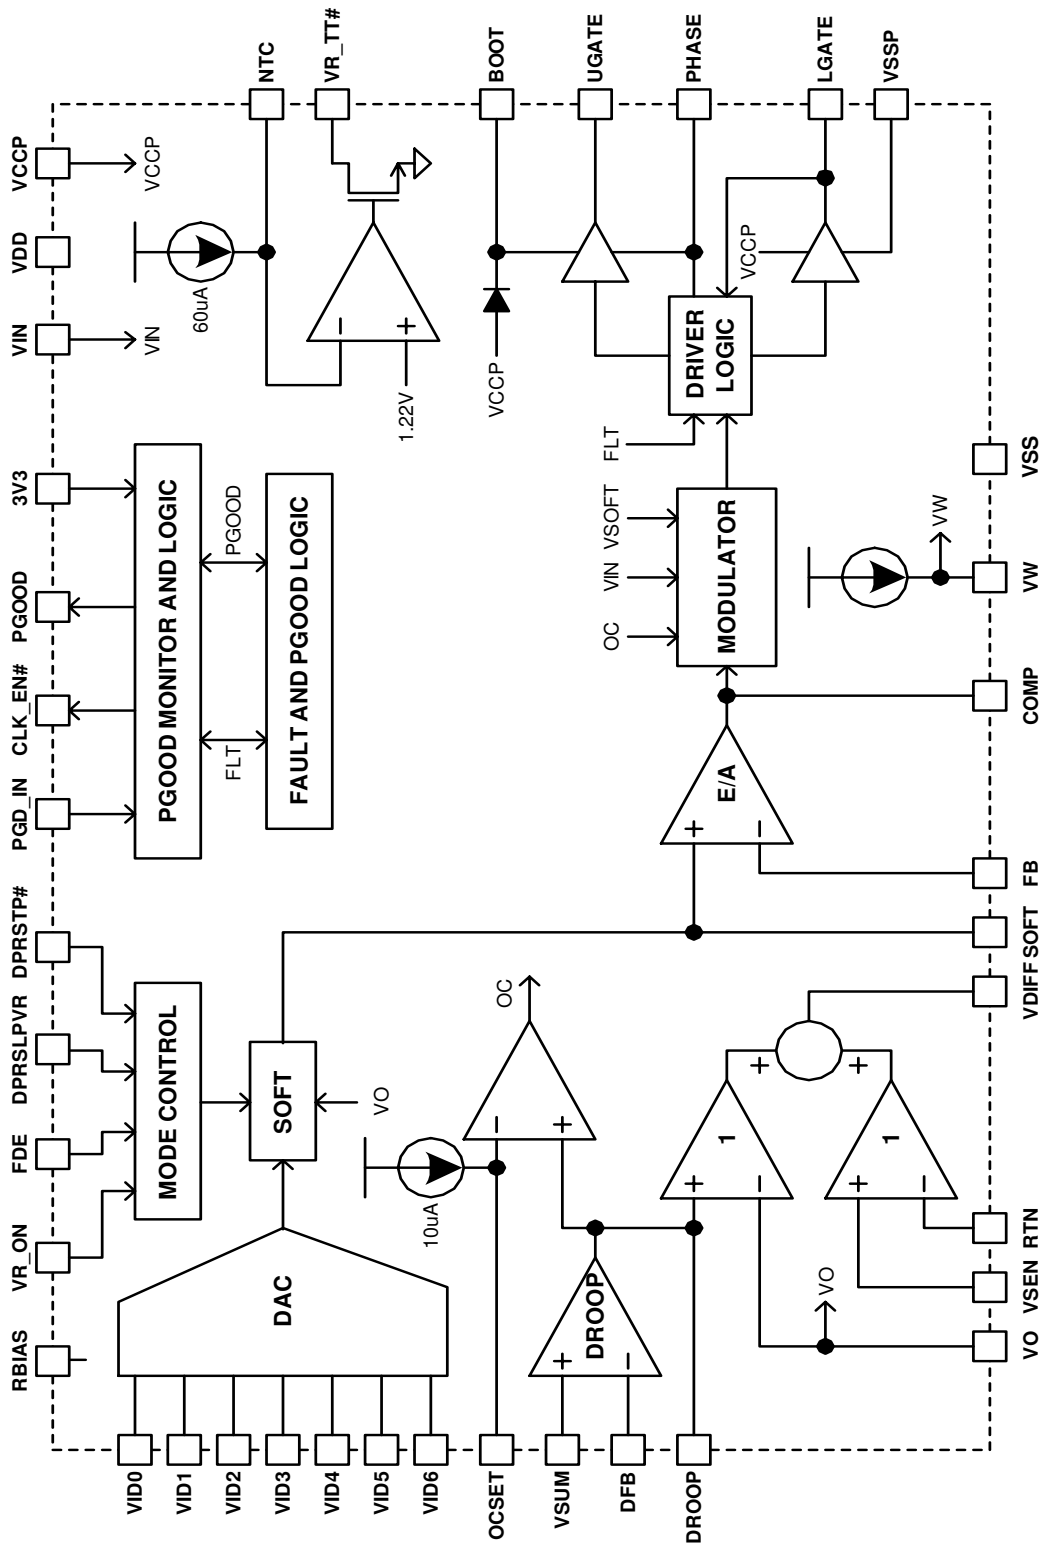 RBIAS
VR_ON
FDE
DPRSLPVR
DPRSTP#
PGD_IN
CLK_EN#
PGOOD
3V3
VIN
VDD
VCCP
VIN
VCCP
MODE CONTROL
PGOOD MONITOR AND LOGIC
FLT
PGOOD
FAULT AND PGOOD LOGIC
60uA
NTC
VR_TT#
1.22V
−
+
VID0
VID1
VID2
VID3
VID4
VID5
VID6
DAC
SOFT
VO
10uA
OCSET
VSUM
DFB
DROOP
+
−
DROOP
−
+
OC
VCCP
BOOT
UGATE
PHASE
LGATE
VSSP
VCCP
DRIVER
LOGIC
FLT
OC
VIN
VSOFT
MODULATOR
E/A
+
−
+
−
1
+
−
1
+
+
VO
VW
VO
VSEN
RTN
VDIFF
SOFT
FB
COMP
VW
VSS